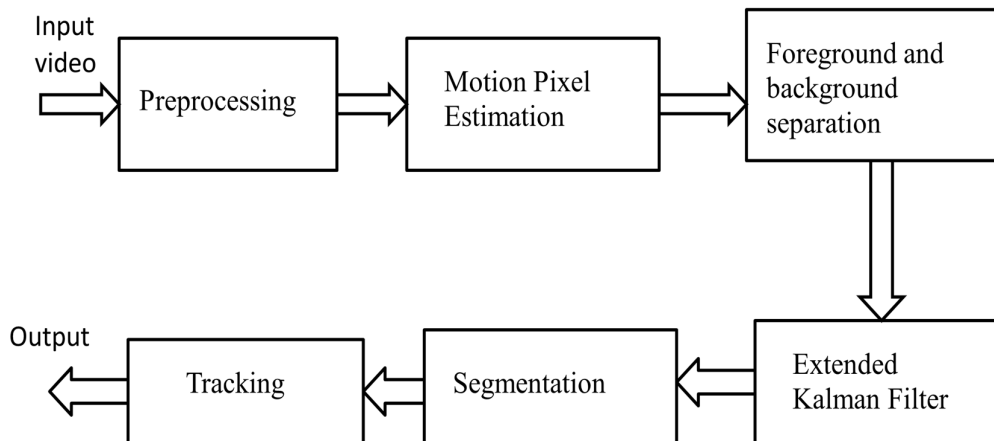 Input
video
Preprocessing
Motion Pixel
Estimation
Foreground and
background
separation
Extended
Kalman Filter
Segmentation
Tracking
Output